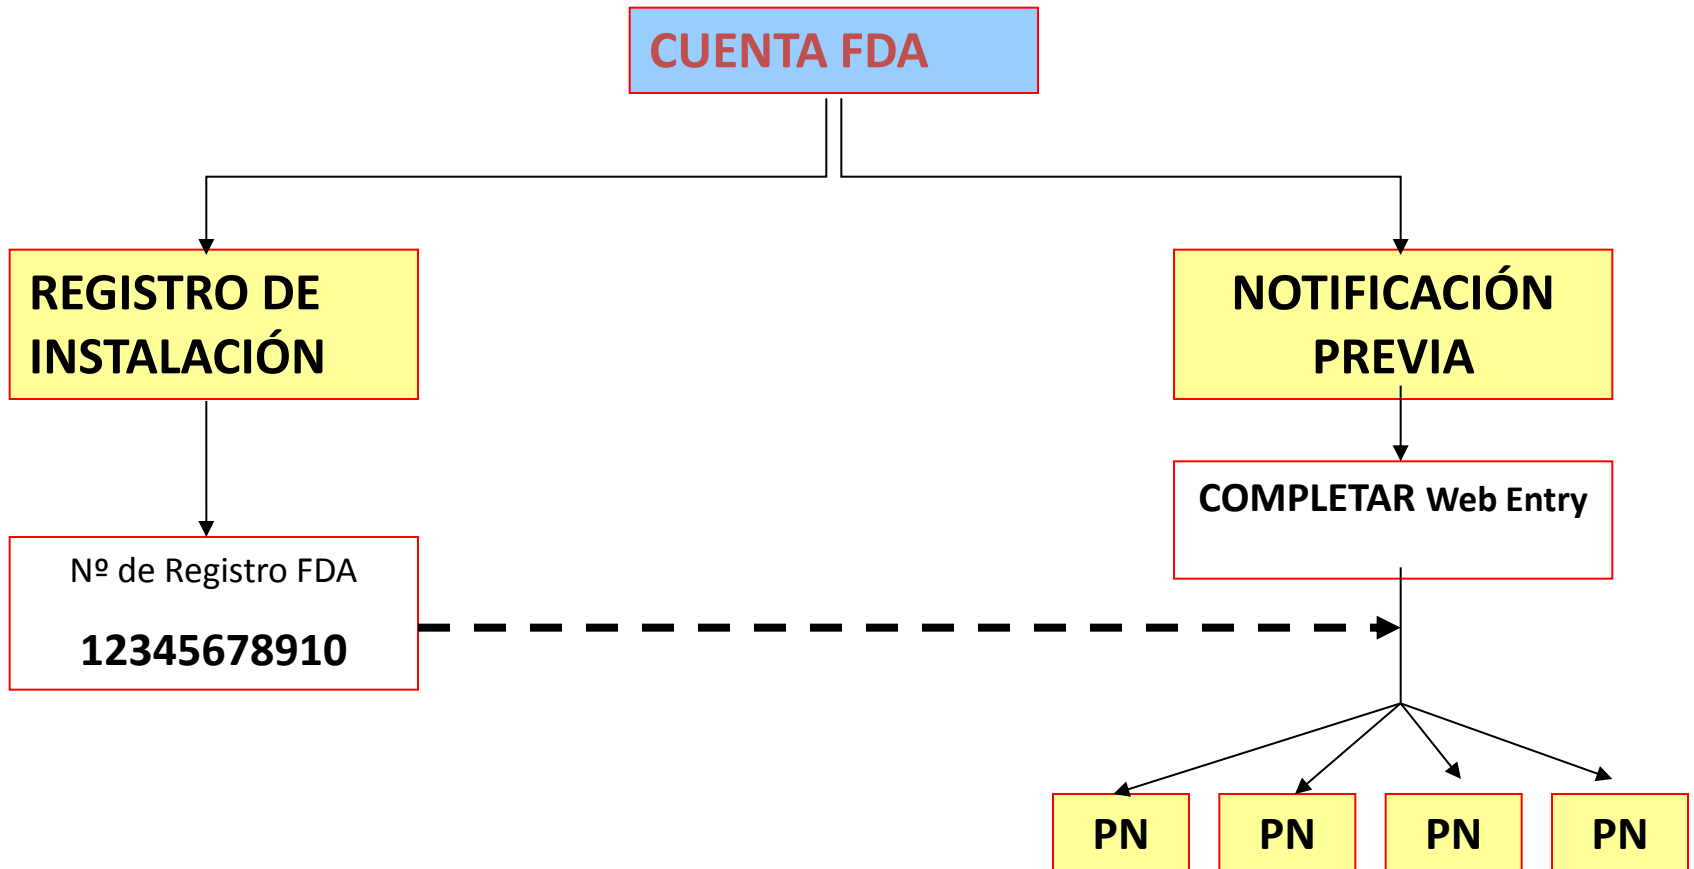 CUENTA FDA
REGISTRO DE
INSTALACIÓN
NOTIFICACIÓN
PREVIA
COMPLETAR Web Entry
Nº de Registro FDA
12345678910
PN
PN
PN
PN